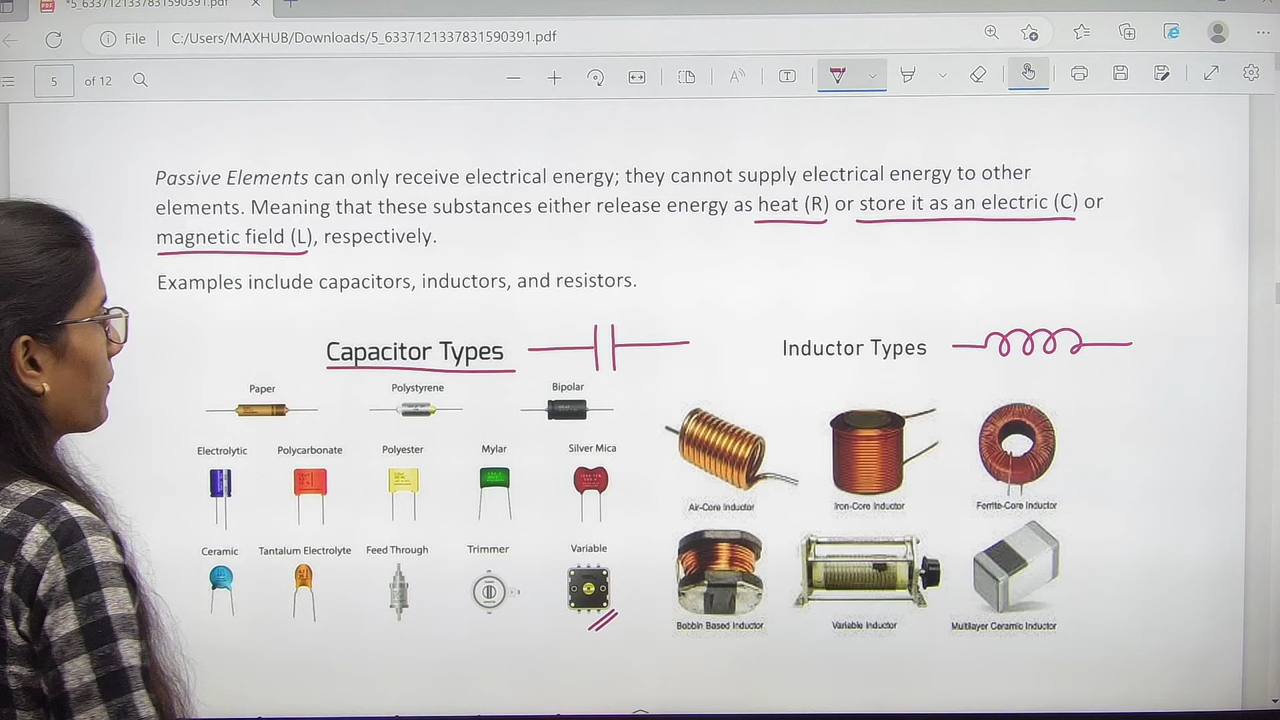 *5_6337121337831590391.pdf
File | C:/Users/MAXHUB/Downloads/5_6337121337831590391.pdf
5 of 12
Passive Elements can only receive electrical energy; they cannot supply electrical energy to other
elements. Meaning that these substances either release energy as heat (R) or store it as an electric (C) or
magnetic field (L), respectively.
Examples include capacitors, inductors, and resistors.
Capacitor Types
Paper Polystyrene Bipolar
Electrolytic Polycarbonate Polyester Mylar Silver Mica
Ceramic Tantalum Electrolyte Feed Through Trimmer Variable
Inductor Types
Air-Core Inductor Iron-Core Inductor Ferrite-Core Inductor
Bobbin Based Inductor Variable Inductor Multilayer Ceramic Inductor